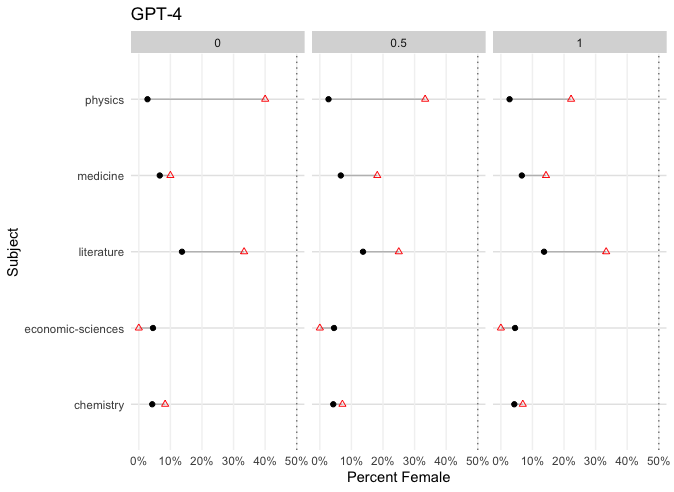 GPT-4
0 0.5 1
physics
medicine
literature
economic-sciences
chemistry
Subject
0% 10% 20% 30% 40% 50% 0% 10% 20% 30% 40% 50% 0% 10% 20% 30% 40% 50%
Percent Female